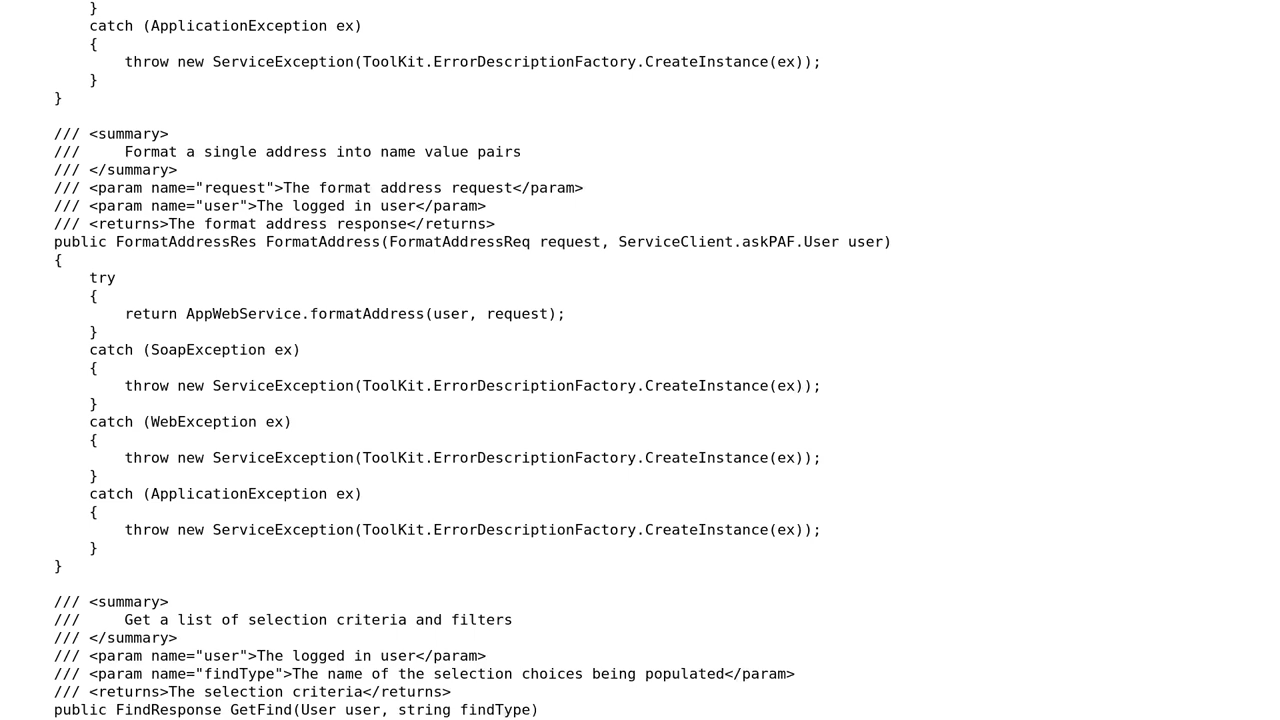 }
        catch (ApplicationException ex)
        {
            throw new ServiceException(ToolKit.ErrorDescriptionFactory.CreateInstance(ex));
        }
    }

    /// <summary>
    ///     Format a single address into name value pairs
    /// </summary>
    /// <param name="request">The format address request</param>
    /// <param name="user">The logged in user</param>
    /// <returns>The format address response</returns>
    public FormatAddressRes FormatAddress(FormatAddressReq request, ServiceClient.askPAF.User user)
    {
        try
        {
            return AppWebService.formatAddress(user, request);
        }
        catch (SoapException ex)
        {
            throw new ServiceException(ToolKit.ErrorDescriptionFactory.CreateInstance(ex));
        }
        catch (WebException ex)
        {
            throw new ServiceException(ToolKit.ErrorDescriptionFactory.CreateInstance(ex));
        }
        catch (ApplicationException ex)
        {
            throw new ServiceException(ToolKit.ErrorDescriptionFactory.CreateInstance(ex));
        }
    }

    /// <summary>
    ///     Get a list of selection criteria and filters
    /// </summary>
    /// <param name="user">The logged in user</param>
    /// <param name="findType">The name of the selection choices being populated</param>
    /// <returns>The selection criteria</returns>
    public FindResponse GetFind(User user, string findType)